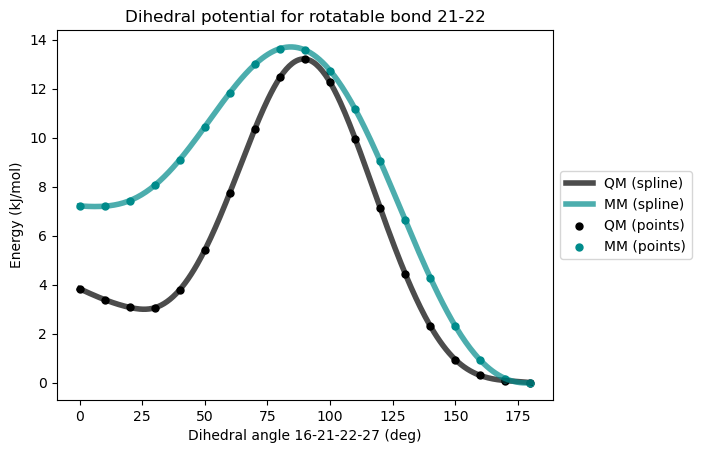 Dihedral potential for rotatable bond 21-22
14
12
10
8
6
4
2
0
Energy (kJ/mol)
0 25 50 75 100 125 150 175
Dihedral angle 16-21-22-27 (deg)
QM (spline)
MM (spline)
QM (points)
MM (points)